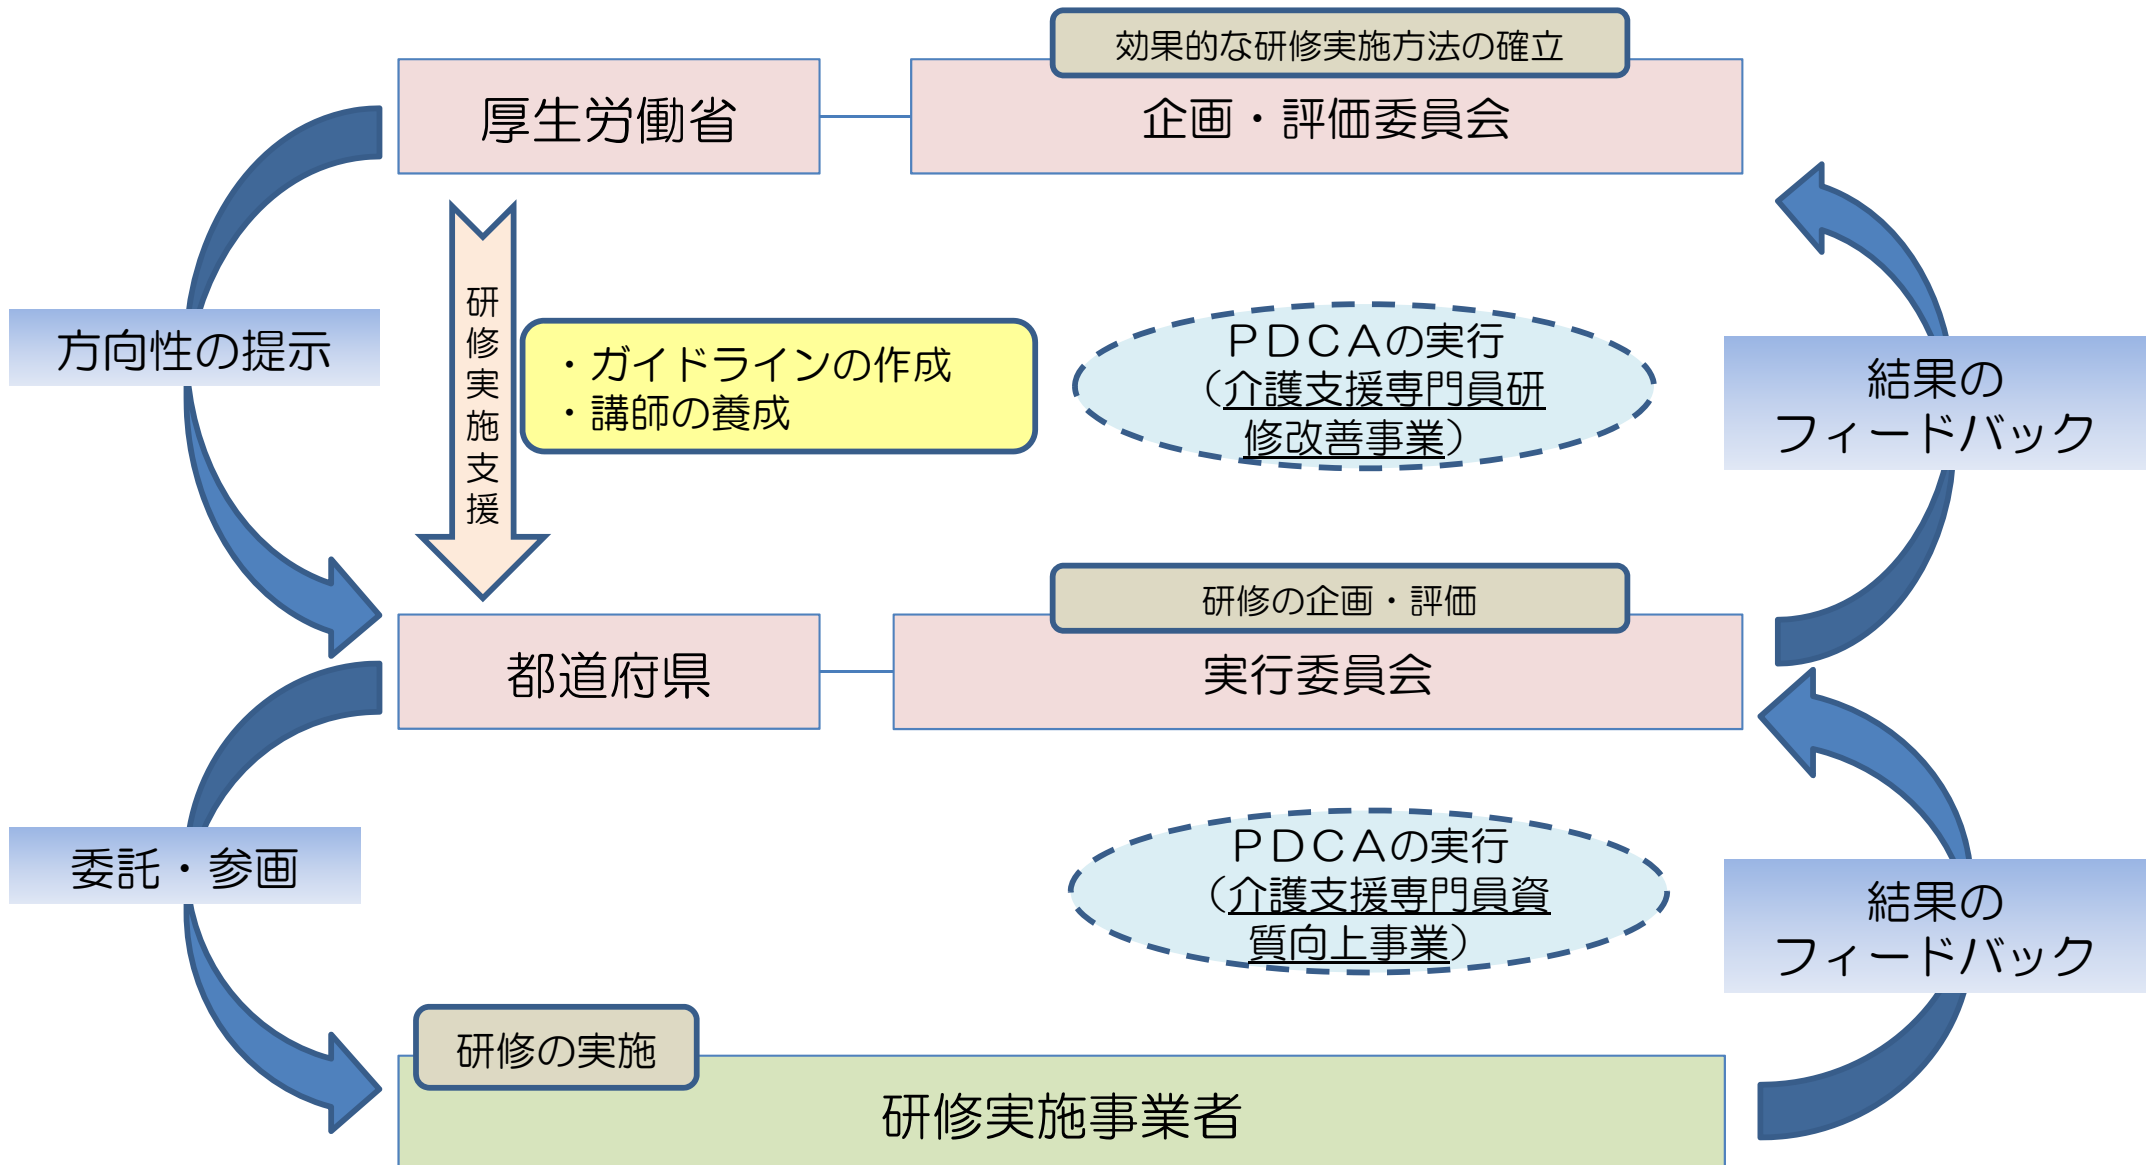 効果的な研修実施方法の確立
厚生労働省
企画・評価委員会
方向性の提示
研修実施支援
・ガイドラインの作成
・講師の養成
ＰＤＣＡの実行
（介護支援専門員研
修改善事業）
結果の
フィードバック
研修の企画・評価
都道府県
実行委員会
委託・参画
ＰＤＣＡの実行
（介護支援専門員資
質向上事業）
結果の
フィードバック
研修の実施
研修実施事業者